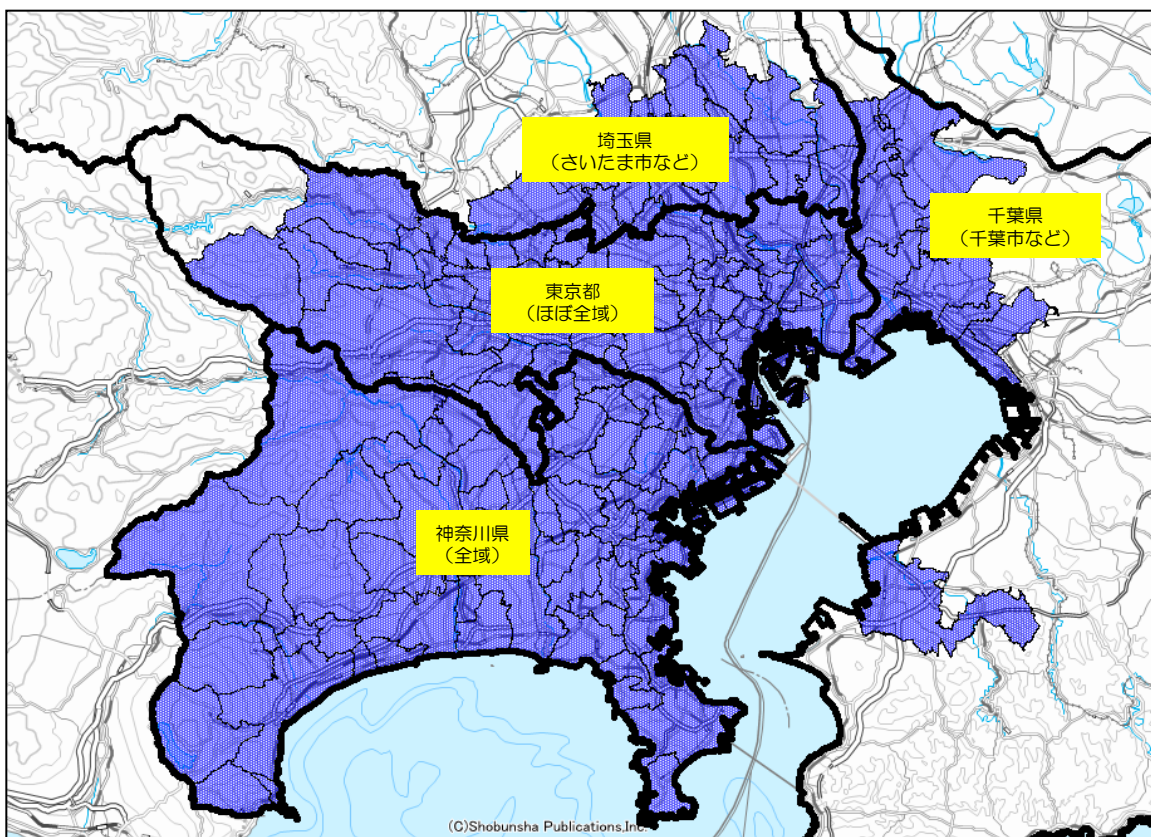 埼玉県
（さいたま市など）
千葉県
（千葉市など）
東京都
（ほぼ全域）
神奈川県
（全域）
(C)Shobunsha Publications,Inc.